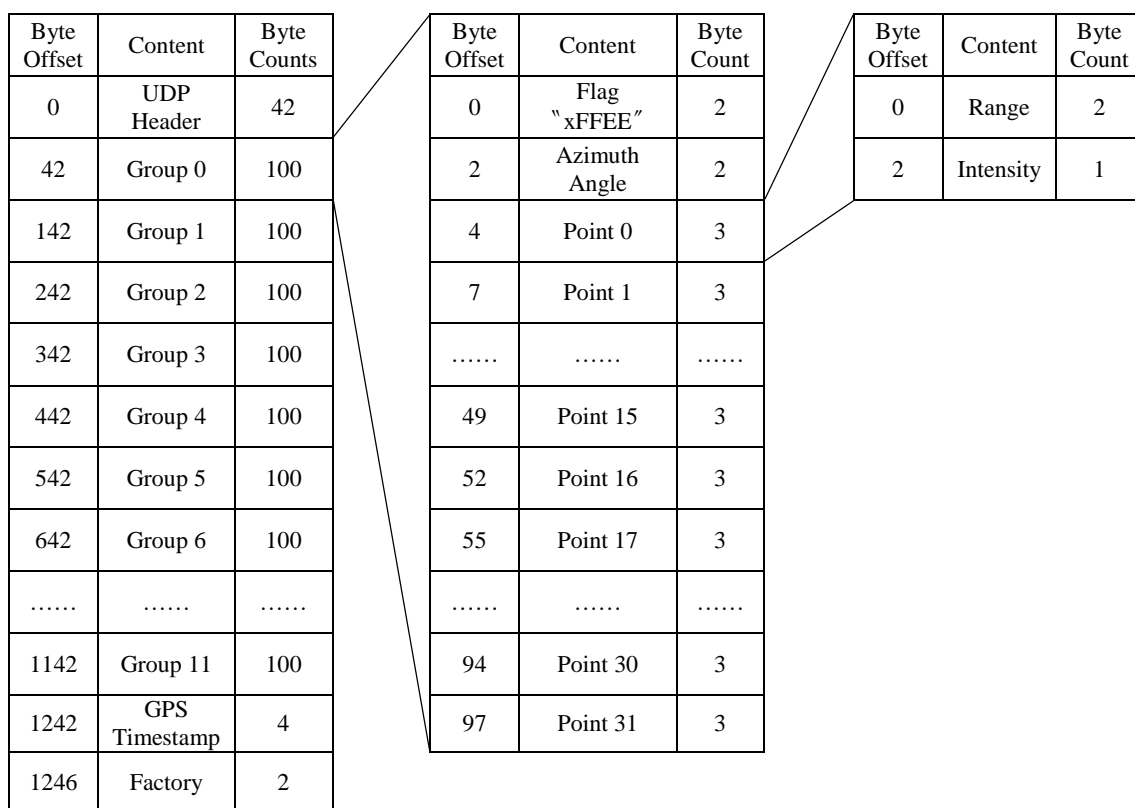 Byte Offset Content Byte Counts
0 UDP Header 42
42 Group 0 100
142 Group 1 100
242 Group 2 100
342 Group 3 100
442 Group 4 100
542 Group 5 100
642 Group 6 100
…… …… ……
1142 Group 11 100
1242 GPS Timestamp 4
1246 Factory 2
Byte Offset Content Byte Count
0 Flag "xFFEE" 2
2 Azimuth Angle 2
4 Point 0 3
7 Point 1 3
…… …… ……
49 Point 15 3
52 Point 16 3
55 Point 17 3
…… …… ……
94 Point 30 3
97 Point 31 3
Byte Offset Content Byte Count
0 Range 2
2 Intensity 1